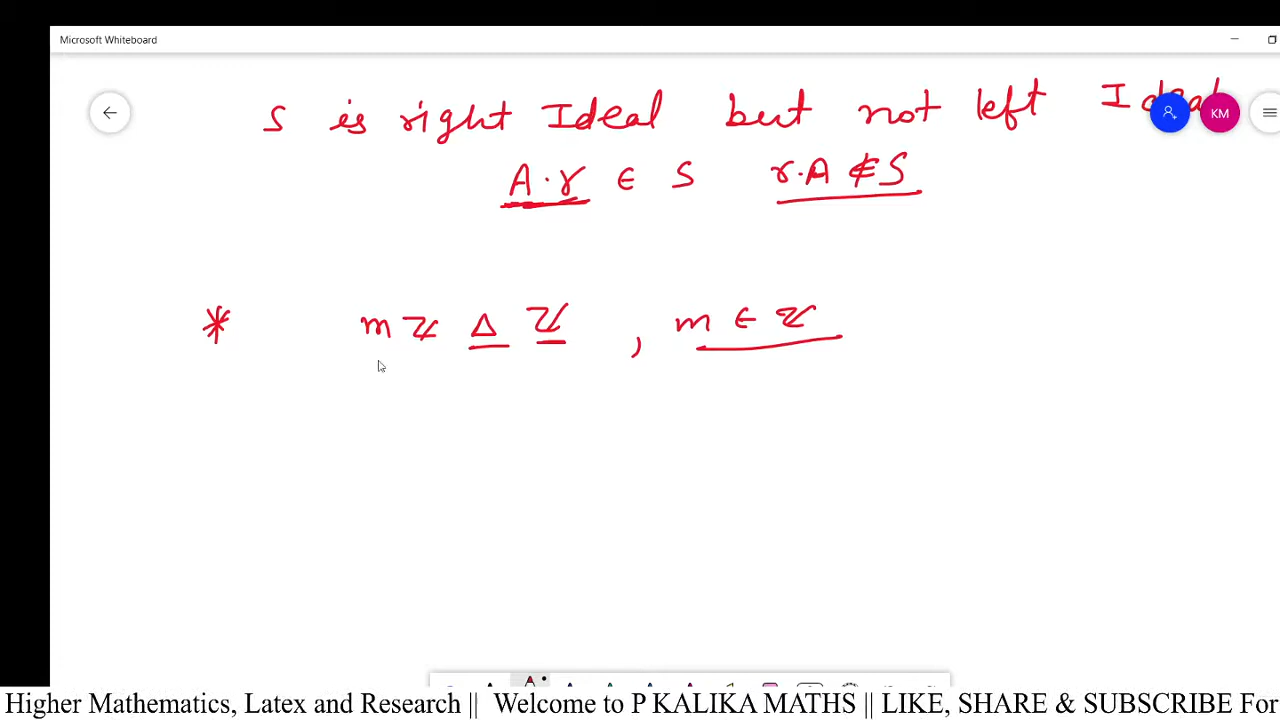 Microsoft Whiteboard
S is right Ideal but not left Ideal
KM
A·r ∈ S r·A ∉ S
* mℤ Δ ℤ , m ∈ ℤ
Higher Mathematics, Latex and Research || Welcome to P KALIKA MATHS || LIKE, SHARE & SUBSCRIBE For